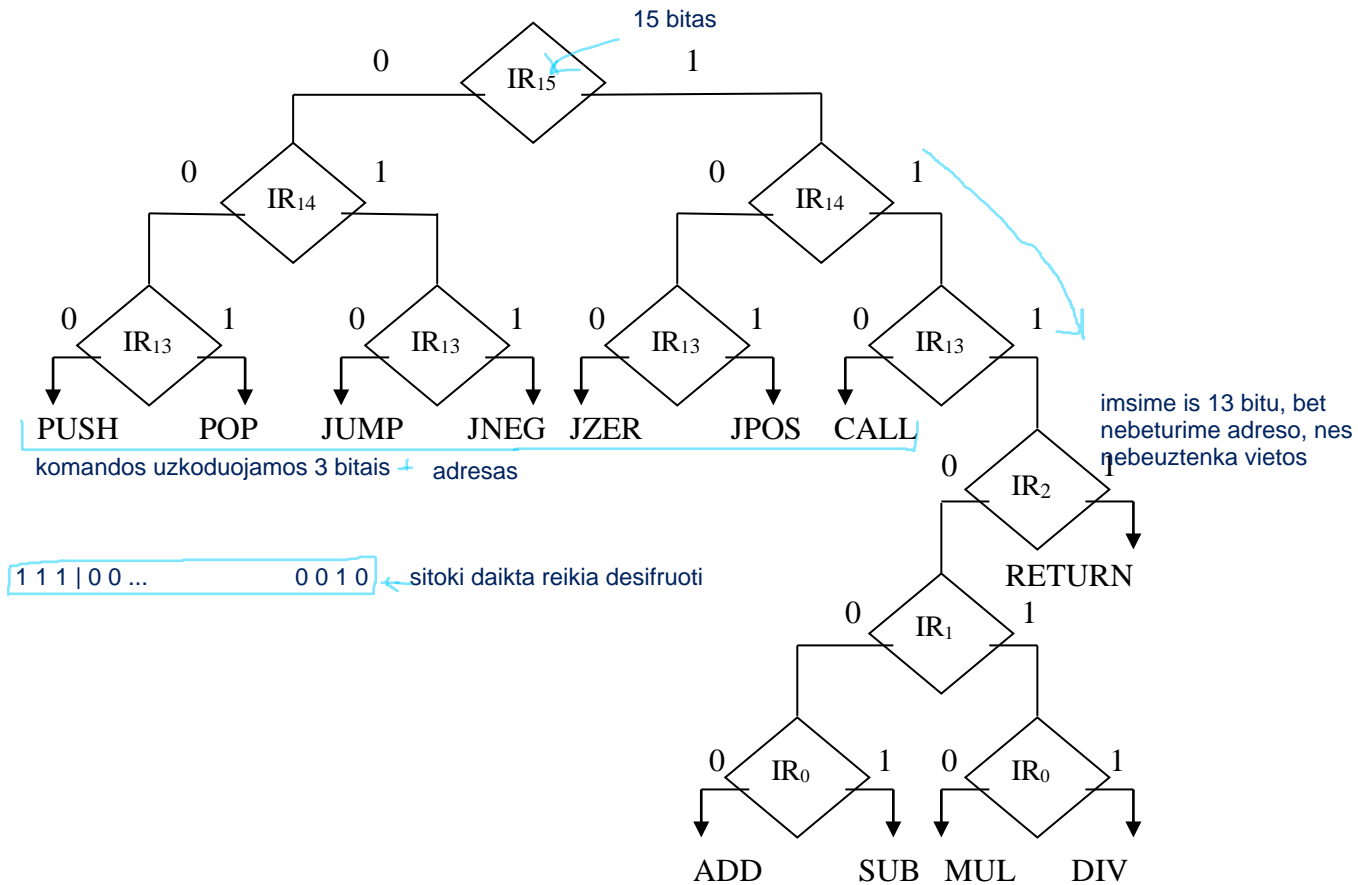 15 bitas
0 IR15 1
0 IR14 1 0 IR14 1
0 IR13 1 0 IR13 1 0 IR13 1 0 IR13 1
PUSH POP JUMP JNEG JZER JPOS CALL
komandos uzkoduojamos 3 bitais + adresas
imsime is 13 bitu, bet
nebeturime adreso, nes
nebeuztenka vietos
0 IR2 1
RETURN
1 1 1 | 0 0 ... 0 0 1 0 sitoki daikta reikia desifruoti
0 IR1 1
0 IR0 1 0 IR0 1
ADD SUB MUL DIV